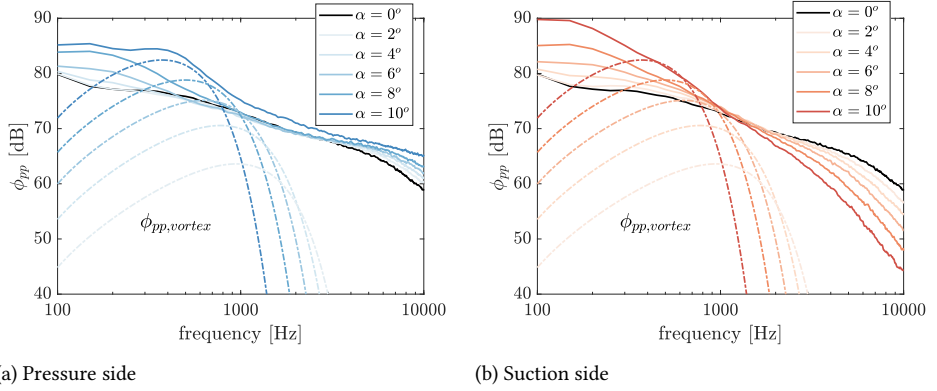 90
80
70
60
50
40
100
1000
10000
ϕpp [dB]
frequency [Hz]
ϕpp,vortex
α = 0°
α = 2°
α = 4°
α = 6°
α = 8°
α = 10°
a) Pressure side
90
80
70
60
50
40
100
1000
10000
ϕpp [dB]
frequency [Hz]
ϕpp,vortex
α = 0°
α = 2°
α = 4°
α = 6°
α = 8°
α = 10°
(b) Suction side